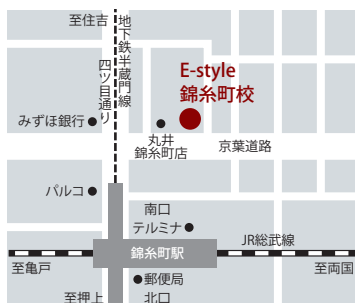 至住吉
地下鉄半蔵門線
四ツ目通り
E-style
錦糸町校
みずほ銀行
丸井
錦糸町店
京葉道路
パルコ
南口
テルミナ
錦糸町駅
JR総武線
至亀戸
至両国
郵便局
至押上
北口